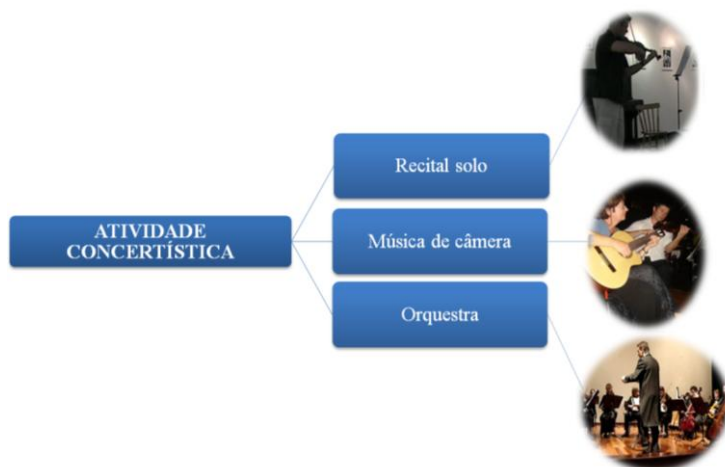 ATIVIDADE
CONCERTÍSTICA
Recital solo
Música de câmera
Orquestra